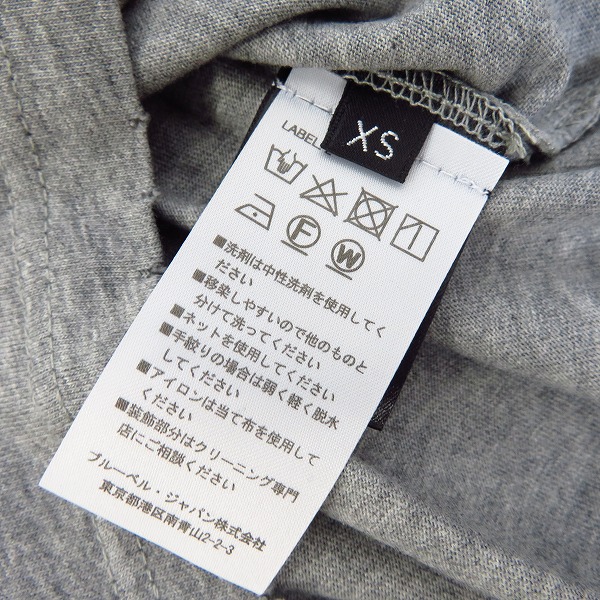 XS
LABEL
F
W
■洗剤は中性洗剤を使用してく
ださい
■移染しやすいので他のものと
分けて洗ってください
■ネットを使用してください
■手絞りの場合は弱く軽く脱水
してください
■アイロンは当て布を使用して
ください
■装飾部分はクリーニング専門
店にご相談ください
ブルーベル・ジャパン株式会社
東京都港区南青山2-2-3